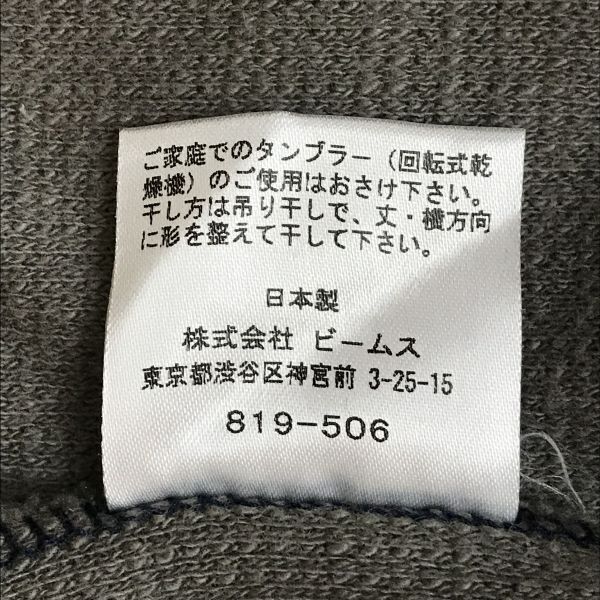 ご家庭でのタンブラー（回転式乾
燥機）のご使用はおさけ下さい。
干し方は吊り干しで、丈・横方向
に形を整えて干して下さい。
日本製
株式会社 ビームス
東京都渋谷区神宮前 3-25-15
819-506